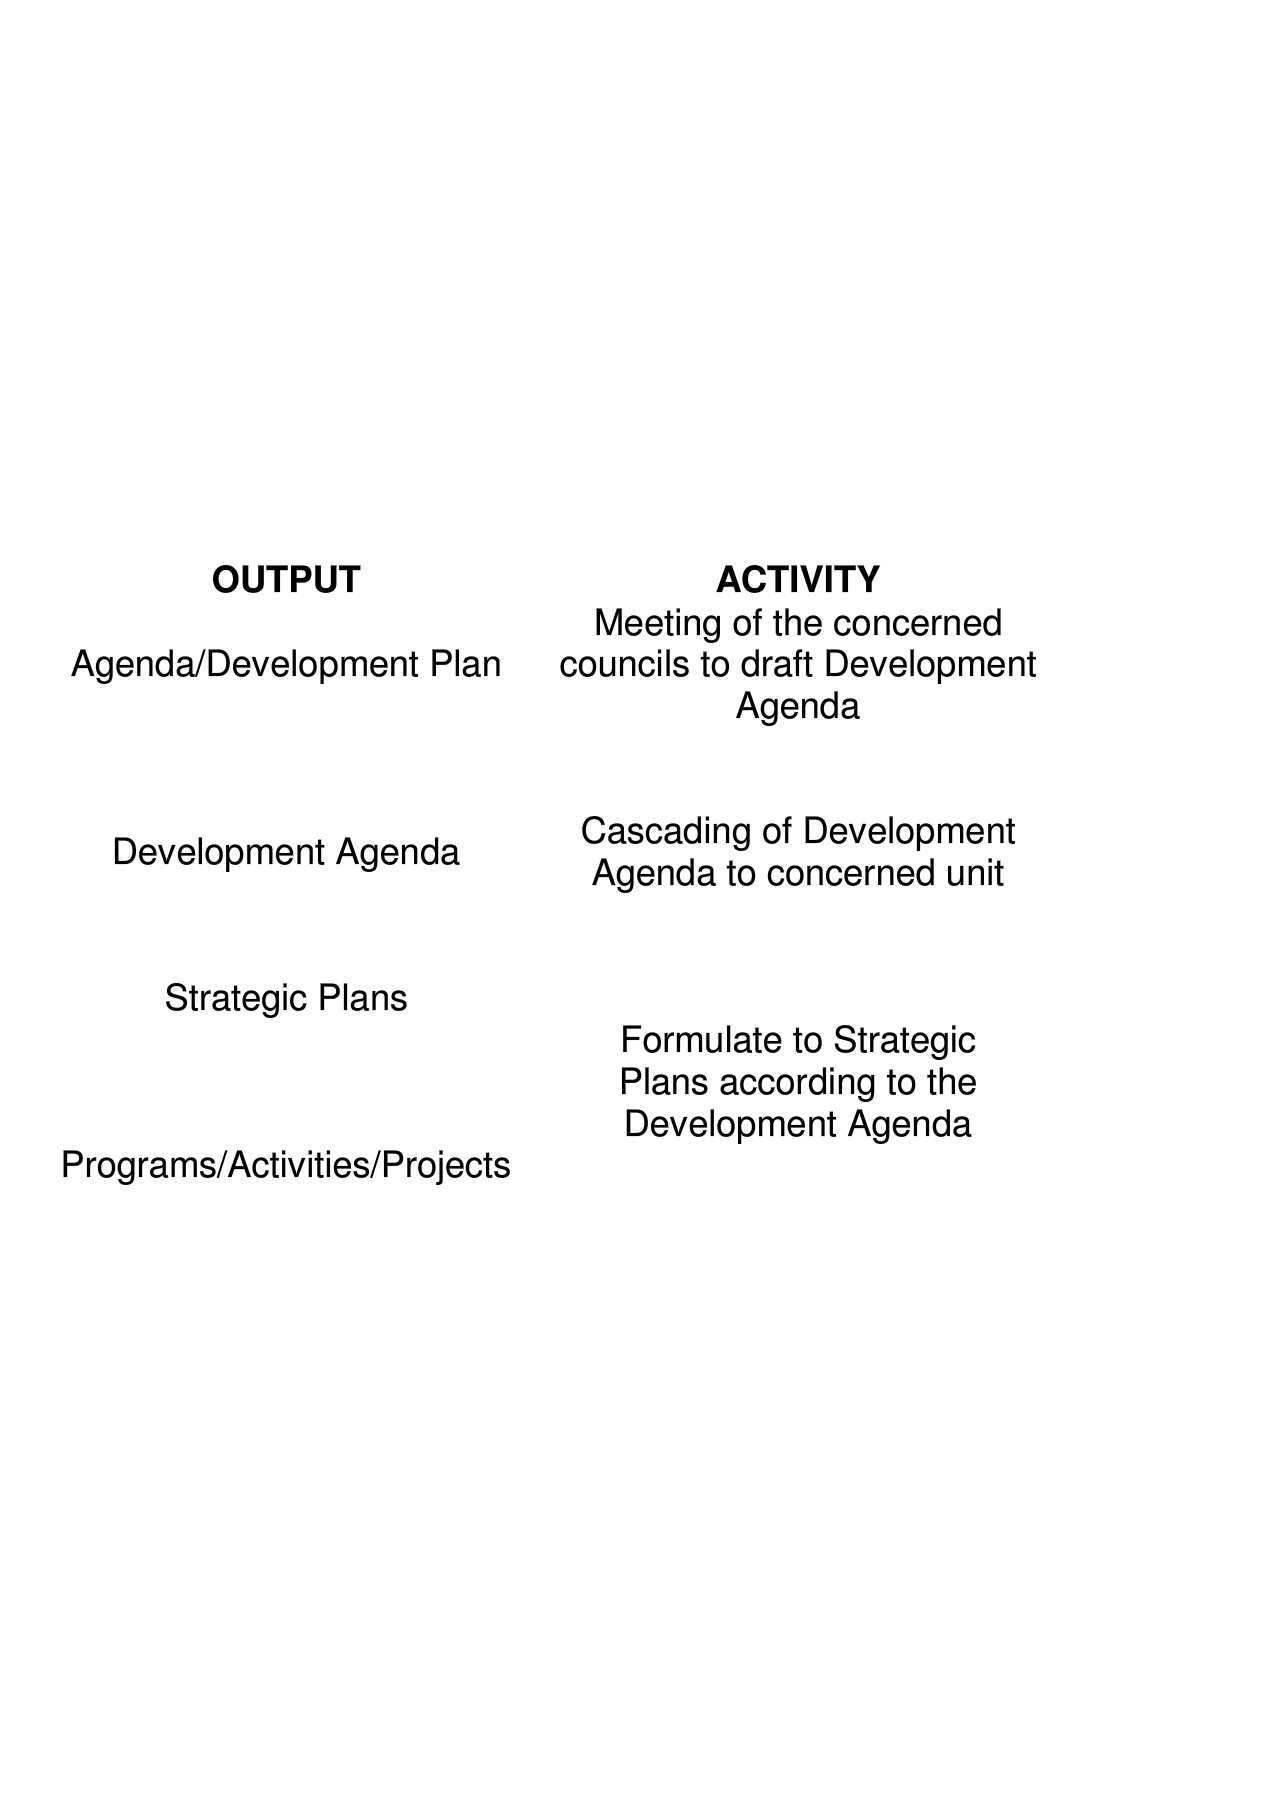 OUTPUT
ACTIVITY
Agenda/Development Plan
Meeting of the concerned
councils to draft Development
Agenda
Development Agenda
Cascading of Development
Agenda to concerned unit
Strategic Plans
Programs/Activities/Projects
Formulate to Strategic
Plans according to the
Development Agenda